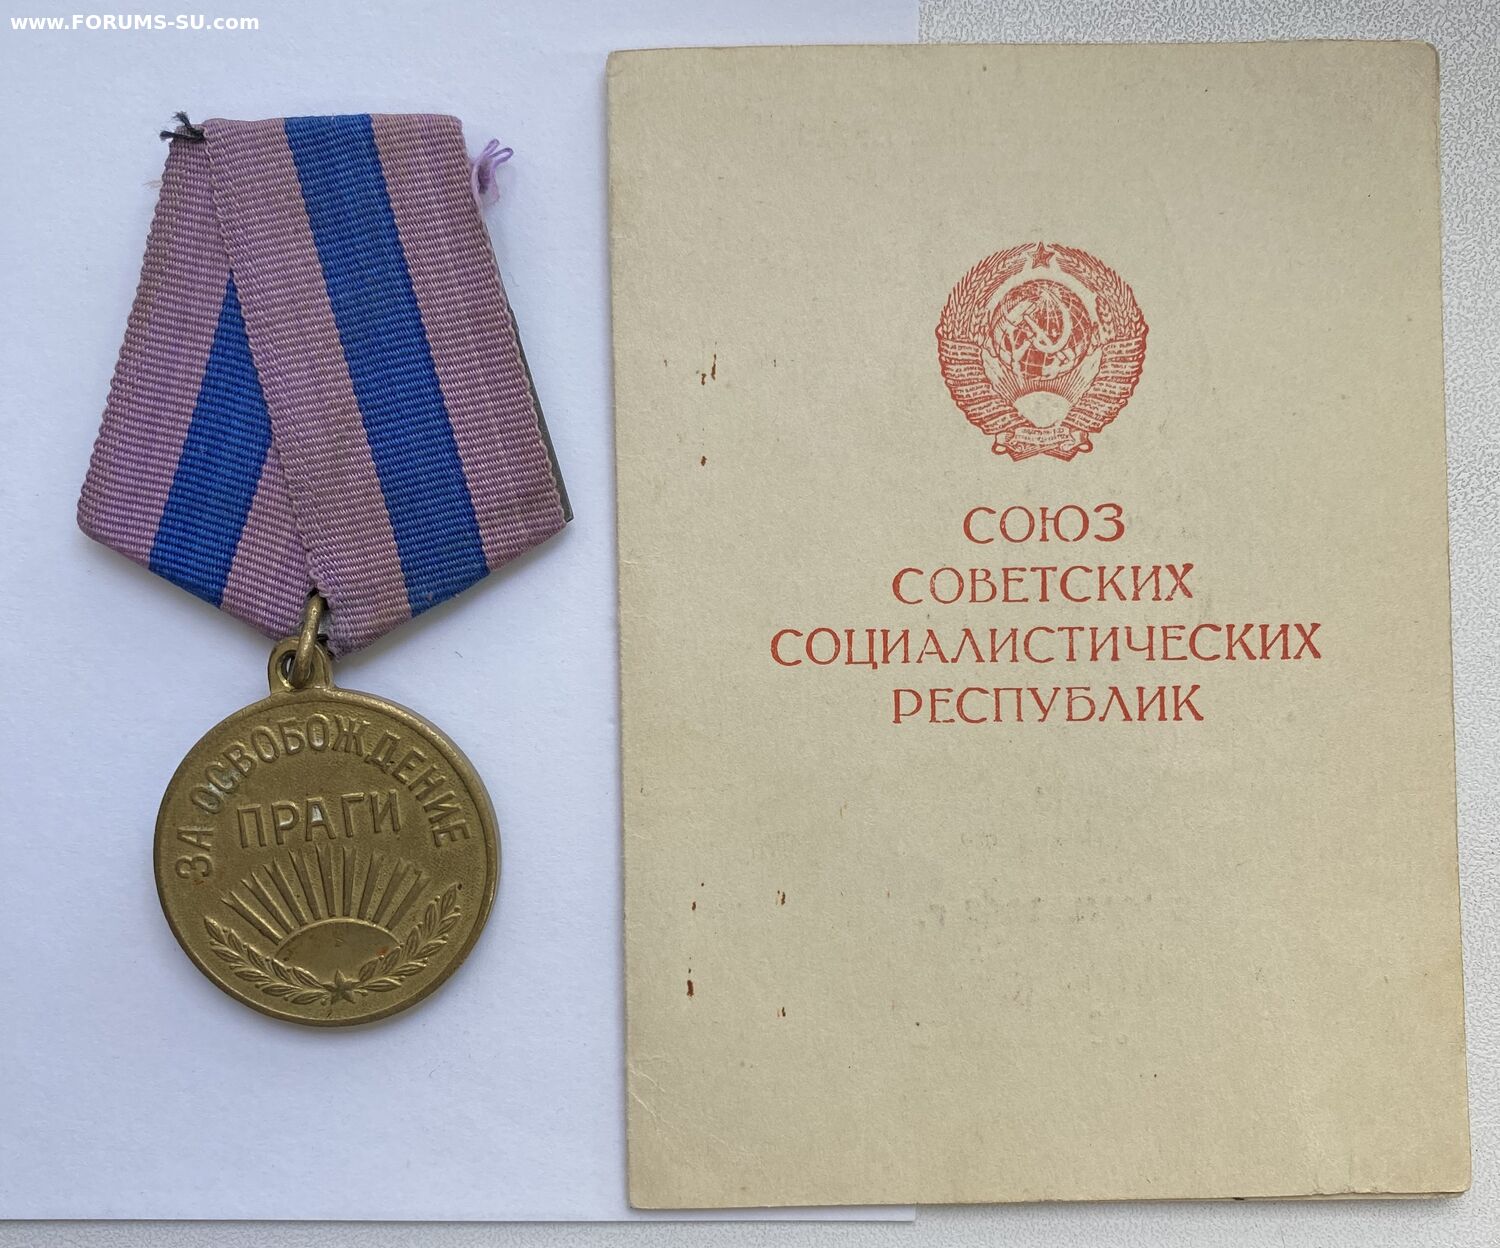 www.FORUMS-SU.com
ЗА ОСВОБОЖДЕНИЕ
ПРАГИ
СОЮЗ
СОВЕТСКИХ
СОЦИАЛИСТИЧЕСКИХ
РЕСПУБЛИК